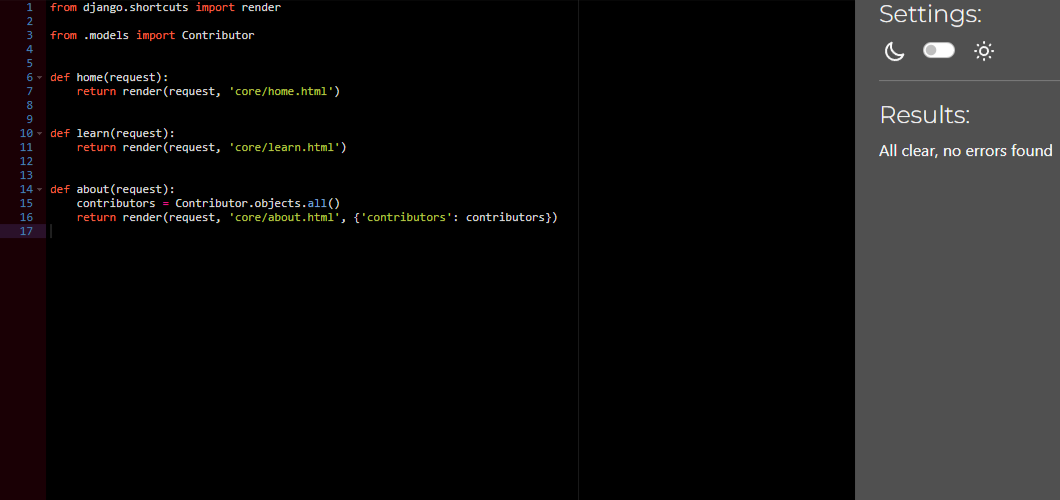 1 from django.shortcuts import render
2
3 from .models import Contributor
4
5
6 def home(request):
7     return render(request, 'core/home.html')
8
9
10 def learn(request):
11     return render(request, 'core/learn.html')
12
13
14 def about(request):
15     contributors = Contributor.objects.all()
16     return render(request, 'core/about.html', {'contributors': contributors})
17
Settings:
Results:
All clear, no errors found